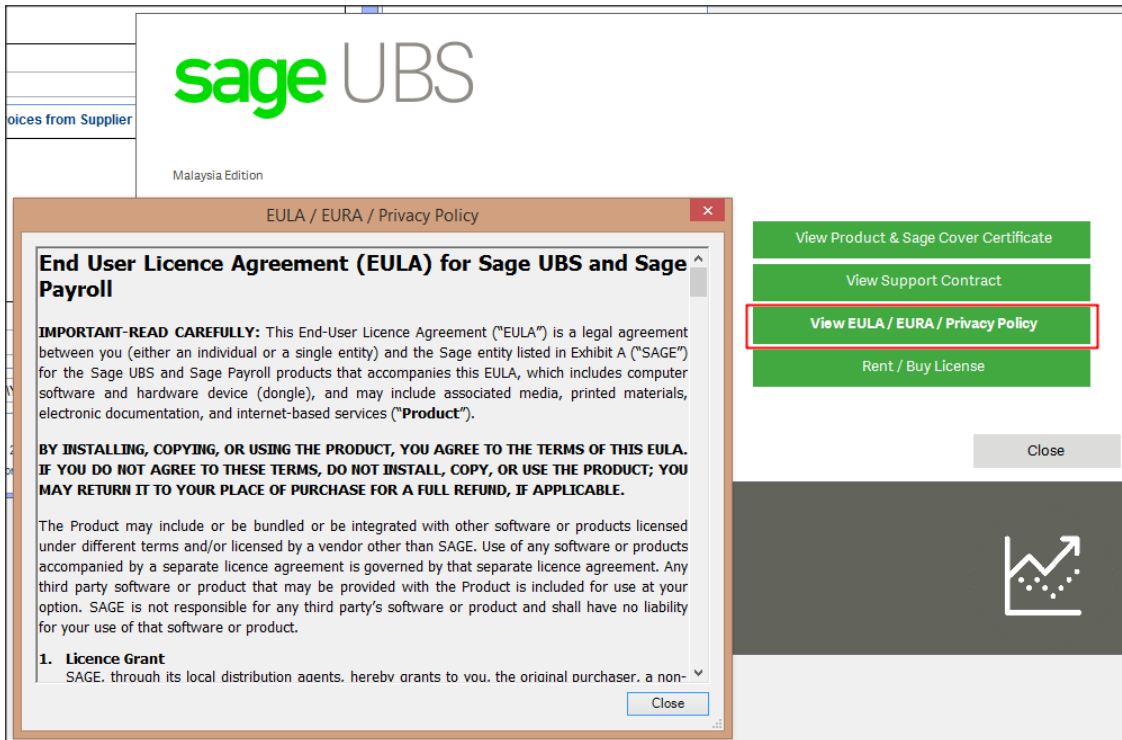 sage UBS
oices from Supplier
Malaysia Edition
EULA / EURA / Privacy Policy
End User Licence Agreement (EULA) for Sage UBS and Sage
Payroll
IMPORTANT-READ CAREFULLY: This End-User Licence Agreement (“EULA”) is a legal agreement
between you (either an individual or a single entity) and the Sage entity listed in Exhibit A (“SAGE”)
for the Sage UBS and Sage Payroll products that accompanies this EULA, which includes computer
software and hardware device (dongle), and may include associated media, printed materials,
electronic documentation, and internet-based services (“Product”).
BY INSTALLING, COPYING, OR USING THE PRODUCT, YOU AGREE TO THE TERMS OF THIS EULA.
IF YOU DO NOT AGREE TO THESE TERMS, DO NOT INSTALL, COPY, OR USE THE PRODUCT; YOU
MAY RETURN IT TO YOUR PLACE OF PURCHASE FOR A FULL REFUND, IF APPLICABLE.
The Product may include or be bundled or be integrated with other software or products licensed
under different terms and/or licensed by a vendor other than SAGE. Use of any software or products
accompanied by a separate licence agreement is governed by that separate licence agreement. Any
third party software or product that may be provided with the Product is included for use at your
option. SAGE is not responsible for any third party’s software or product and shall have no liability
for your use of that software or product.
1. Licence Grant
SAGE, through its local distribution agents, hereby grants to you, the original purchaser, a non-
Close
View Product & Sage Cover Certificate
View Support Contract
View EULA / EURA / Privacy Policy
Rent / Buy License
Close